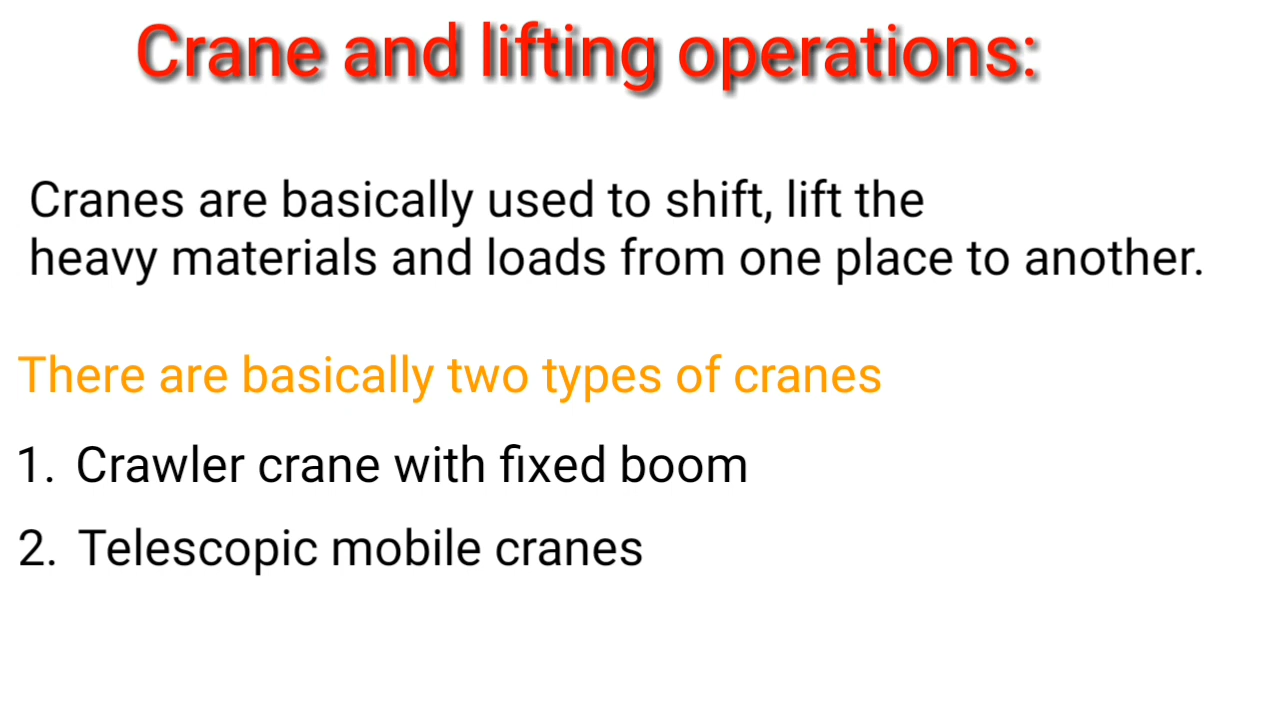 Crane and lifting operations:
Cranes are basically used to shift, lift the
heavy materials and loads from one place to another.
There are basically two types of cranes
1. Crawler crane with fixed boom
2. Telescopic mobile cranes